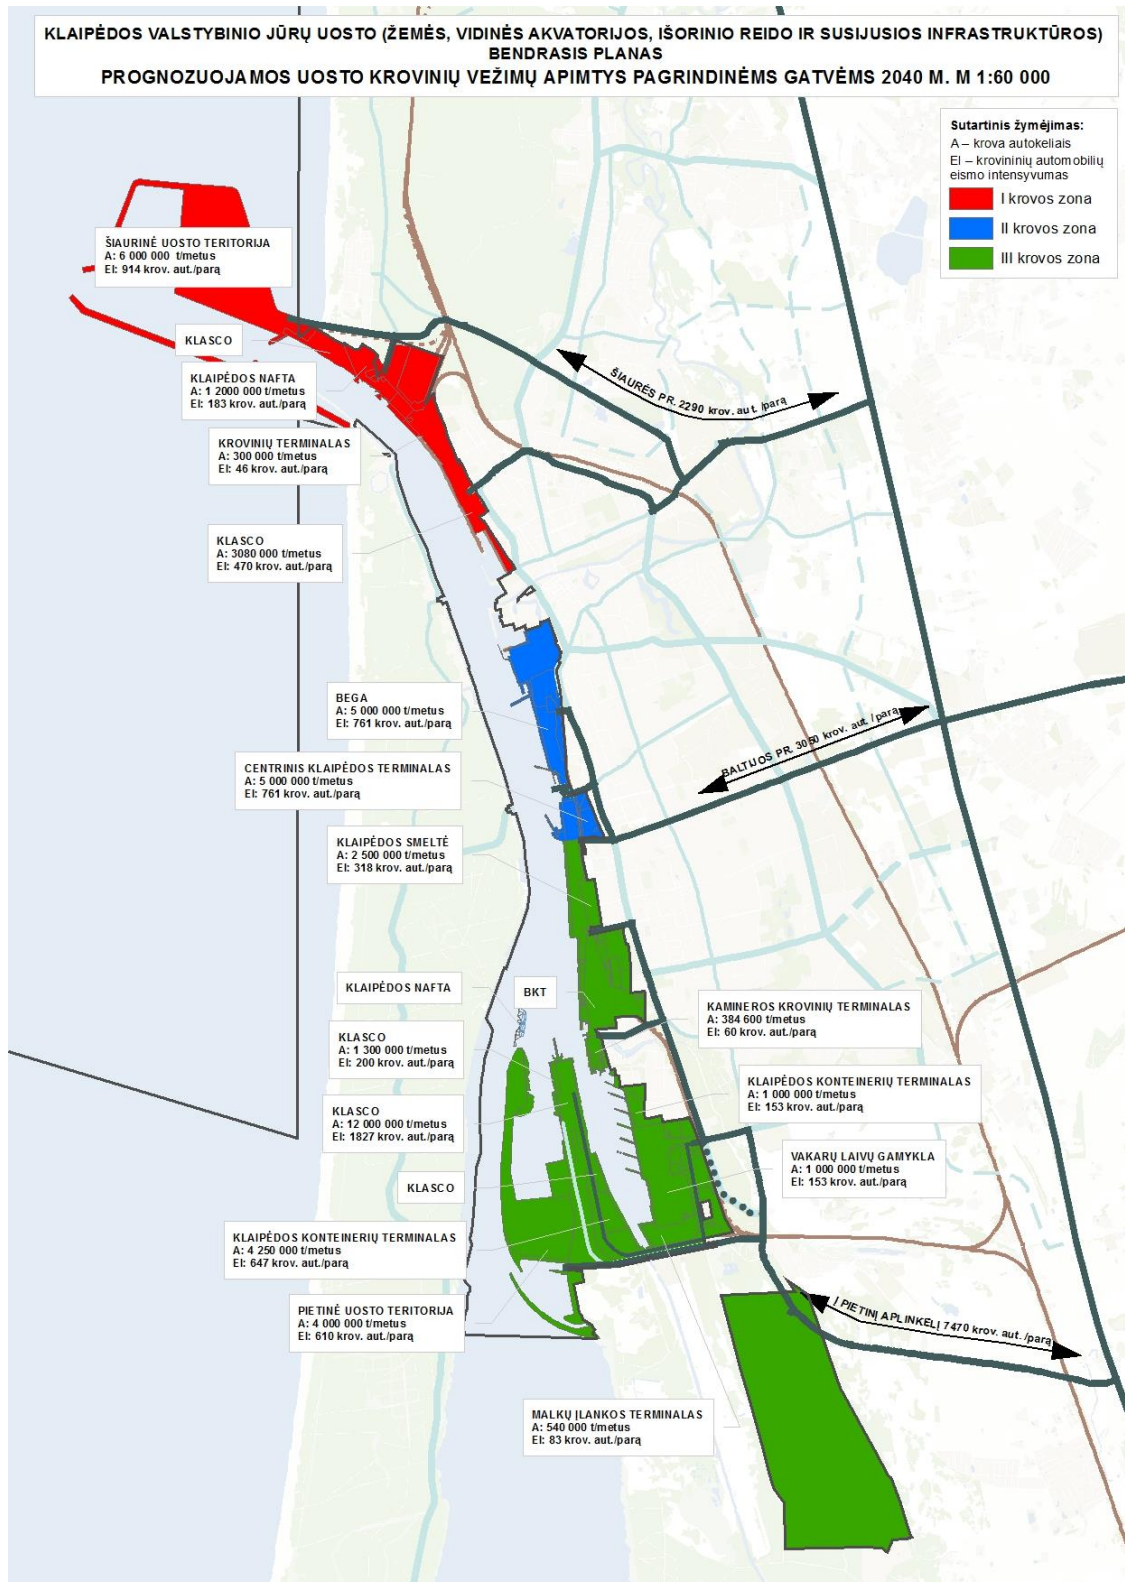 KLAIPĖDOS VALSTYBINIO JŪRŲ UOSTO (ŽEMĖS, VIDINĖS AKVATORIJOS, IŠORINIO REIDO IR SUSIJUSIOS INFRASTRUKTŪROS)
BENDRASIS PLANAS
PROGNOZUOJAMOS UOSTO KROVINIŲ VEŽIMŲ APIMTYS PAGRINDINĖMS GATVĖMS 2040 M. M 1:60 000
Sutartinis žymėjimas:
A – krova autokeliais
EI – krovininių automobilių
eismo intensyvumas
I krovos zona
II krovos zona
III krovos zona
ŠIAURINĖ UOSTO TERITORIJA
A: 6 000 000 t/metus
EI: 914 krov. aut./parą
KLASCO
KLAIPĖDOS NAFTA
A: 1 2000 000 t/metus
EI: 183 krov. aut./parą
ŠIAURĖS PR. 2290 krov. aut. /parą
KROVINIŲ TERMINALAS
A: 300 000 t/metus
EI: 46 krov. aut./parą
KLASCO
A: 3080 000 t/metus
EI: 470 krov. aut./parą
BEGA
A: 5 000 000 t/metus
EI: 761 krov. aut./parą
BALTIJOS PR. 3050 krov. aut. /parą
CENTRINIS KLAIPĖDOS TERMINALAS
A: 5 000 000 t/metus
EI: 761 krov. aut./parą
KLAIPĖDOS SMELTĖ
A: 2 500 000 t/metus
EI: 318 krov. aut./parą
KLAIPĖDOS NAFTA
BKT
KAMINEROS KROVINIŲ TERMINALAS
A: 384 600 t/metus
EI: 60 krov. aut./parą
KLASCO
A: 1 300 000 t/metus
EI: 200 krov. aut./parą
KLAIPĖDOS KONTEINERIŲ TERMINALAS
A: 1 000 000 t/metus
EI: 153 krov. aut./parą
KLASCO
A: 12 000 000 t/metus
EI: 1827 krov. aut./parą
VAKARŲ LAIVŲ GAMYKLA
A: 1 000 000 t/metus
EI: 153 krov. aut./parą
KLASCO
KLAIPĖDOS KONTEINERIŲ TERMINALAS
A: 4 250 000 t/metus
EI: 647 krov. aut./parą
PIETINĖ UOSTO TERITORIJA
A: 4 000 000 t/metus
EI: 610 krov. aut./parą
Į PIETINĮ APLINKELĮ 7470 krov. aut. /parą
MALKŲ ĮLANKOS TERMINALAS
A: 540 000 t/metus
EI: 83 krov. aut./parą